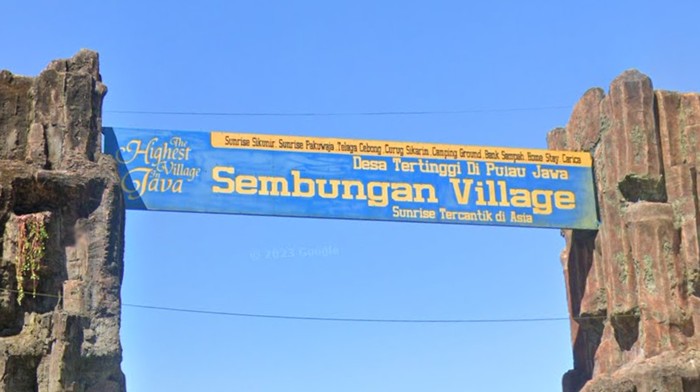 The
Highest
Village
in
Java
Sunrise Sikunir, Sunrise Pakuwaja, Telaga Cebong, Curug Sikarim, Camping Ground, Bank Sampah, Home Stay, Carica
Desa Tertinggi Di Pulau Jawa
Sembungan Village
Sunrise Tercantik di Asia
© 2023 Google